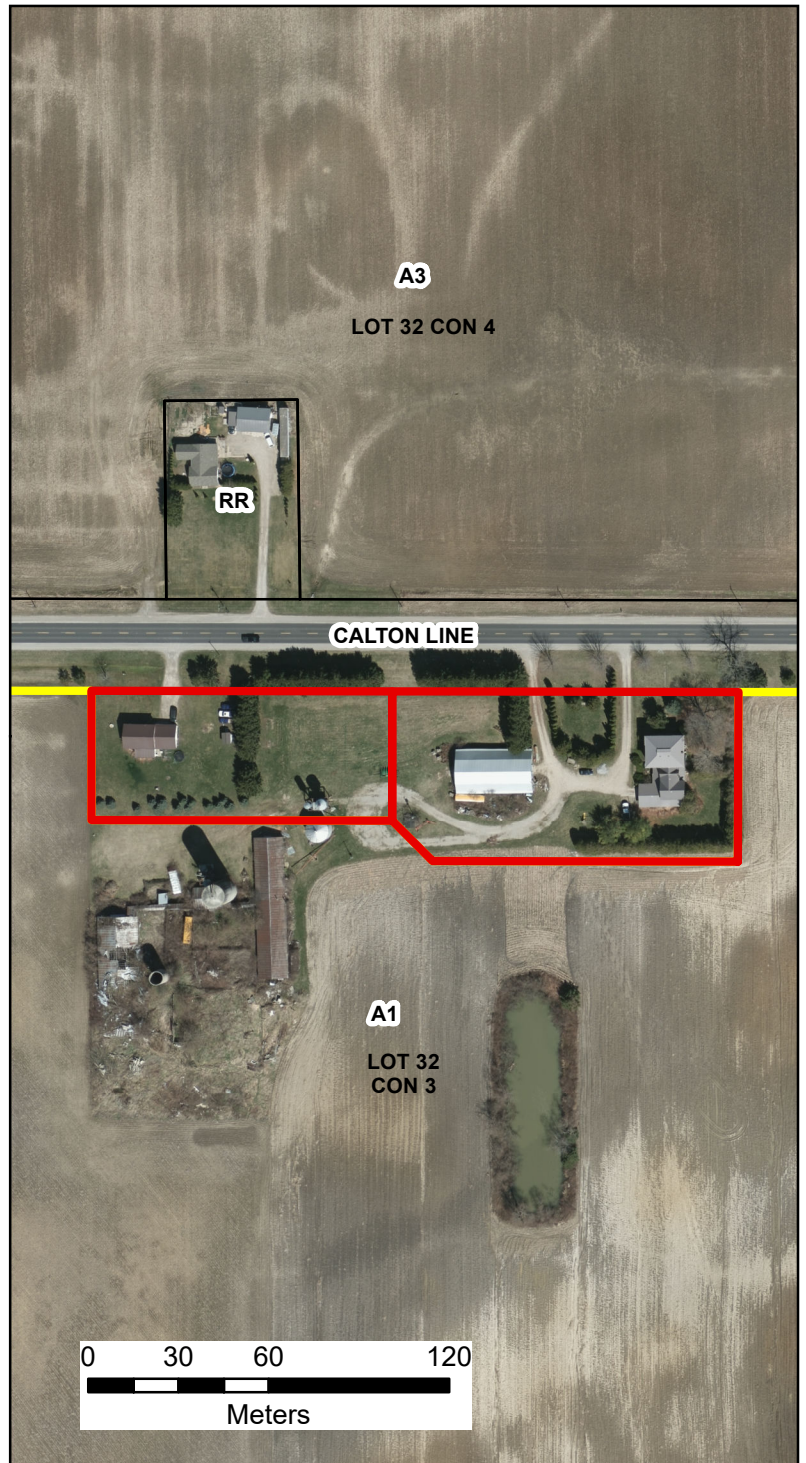 A3
LOT 32 CON 4
RR
CALTON LINE
A1
LOT 32
CON 3
0 30 60 120
Meters